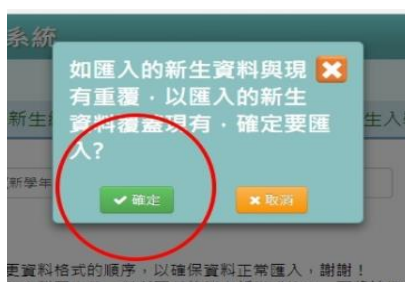 系統
如匯入的新生資料與現
有重覆，以匯入的新生
資料覆蓋現有，確定要匯
入?
新生
生入
新學年
確定
取消
更資料格式的順序，以確保資料正常匯入，謝謝！